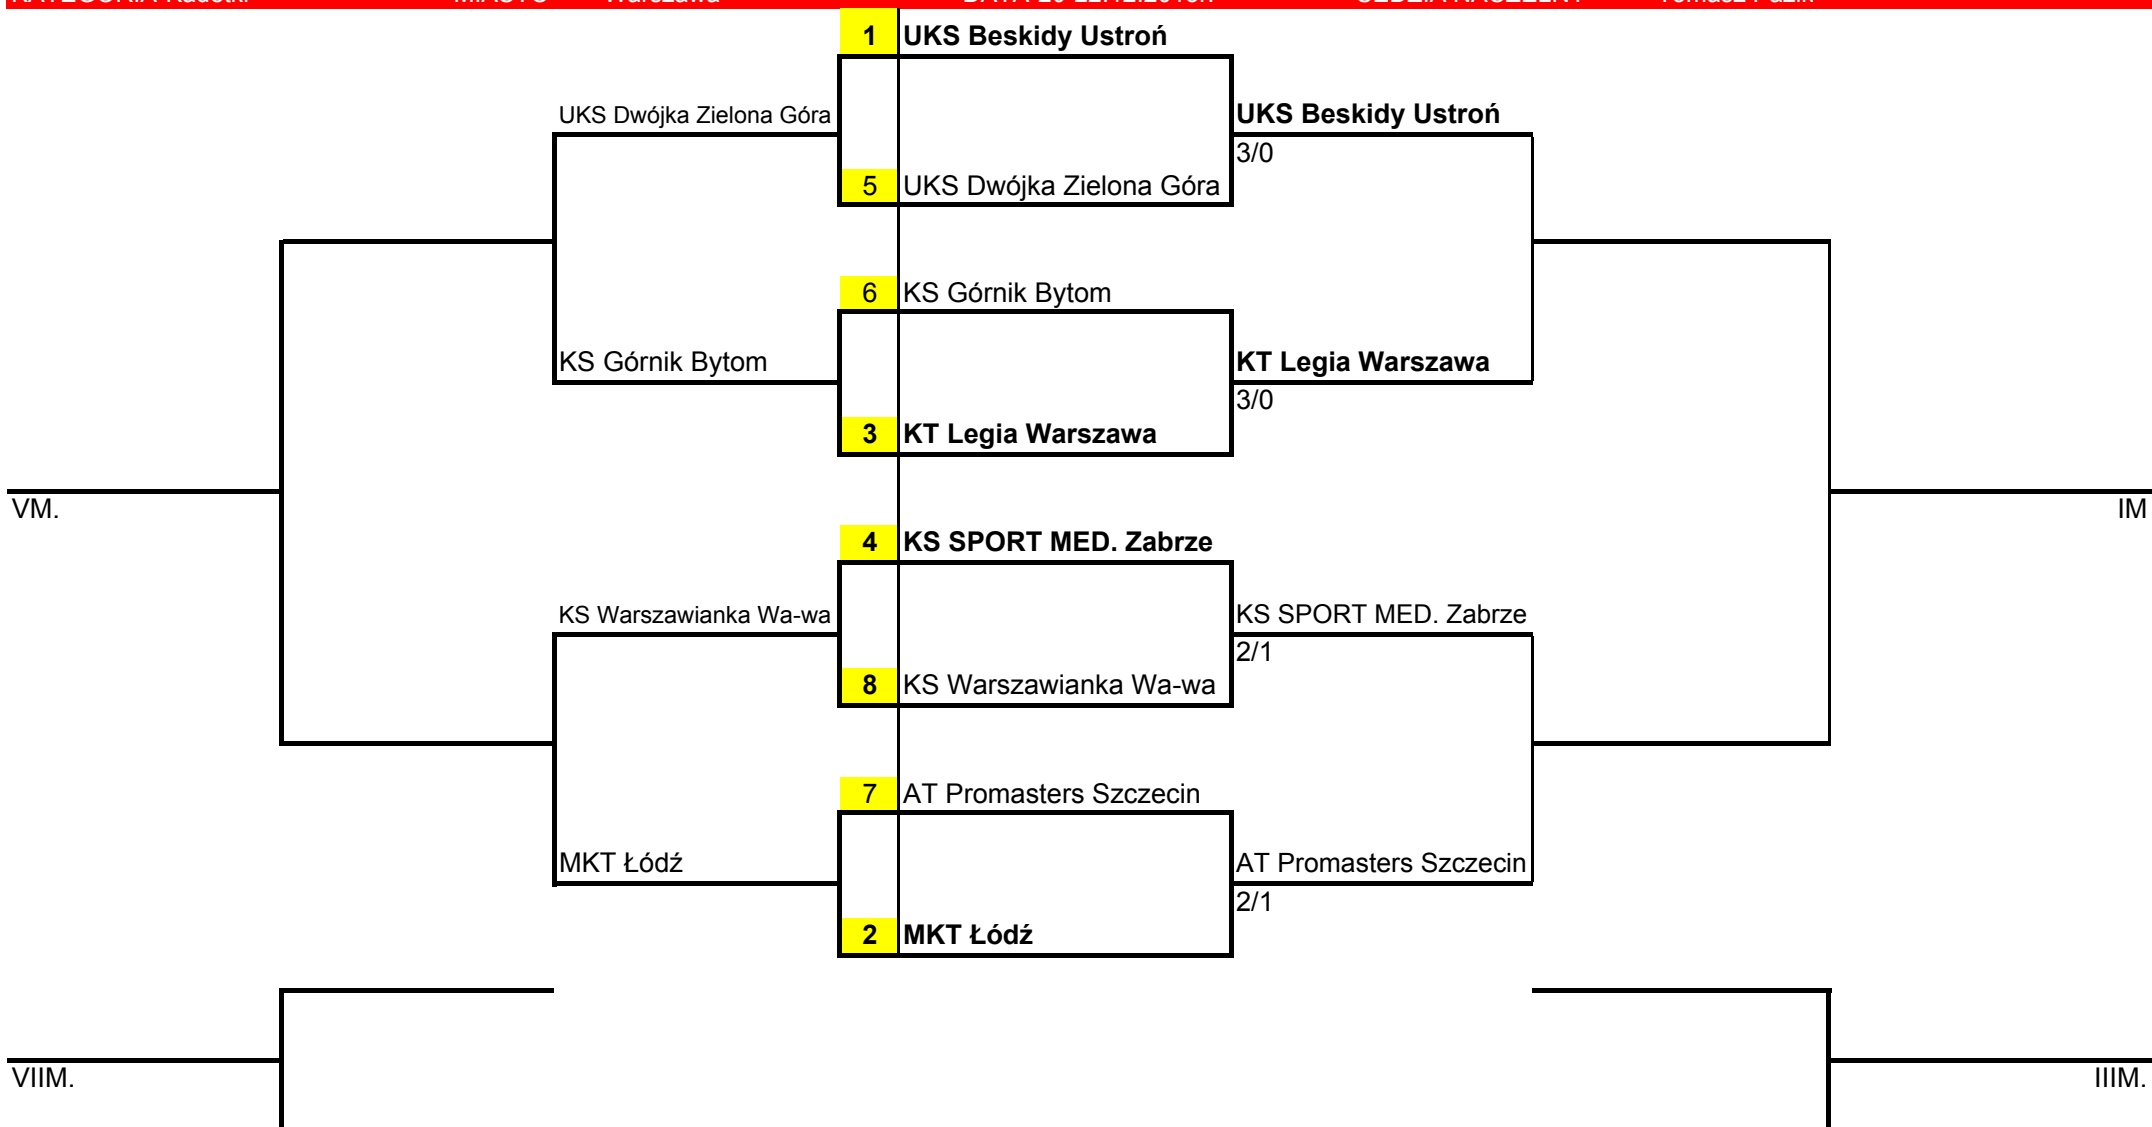 1 UKS Beskidy Ustroń
UKS Dwójka Zielona Góra
UKS Beskidy Ustroń
3/0
5 UKS Dwójka Zielona Góra
6 KS Górnik Bytom
KS Górnik Bytom
KT Legia Warszawa
3/0
3 KT Legia Warszawa
VM.
IM
4 KS SPORT MED. Zabrze
KS Warszawianka Wa-wa
KS SPORT MED. Zabrze
2/1
8 KS Warszawianka Wa-wa
7 AT Promasters Szczecin
MKT Łódź
AT Promasters Szczecin
2/1
2 MKT Łódź
VIIM.
IIIM.